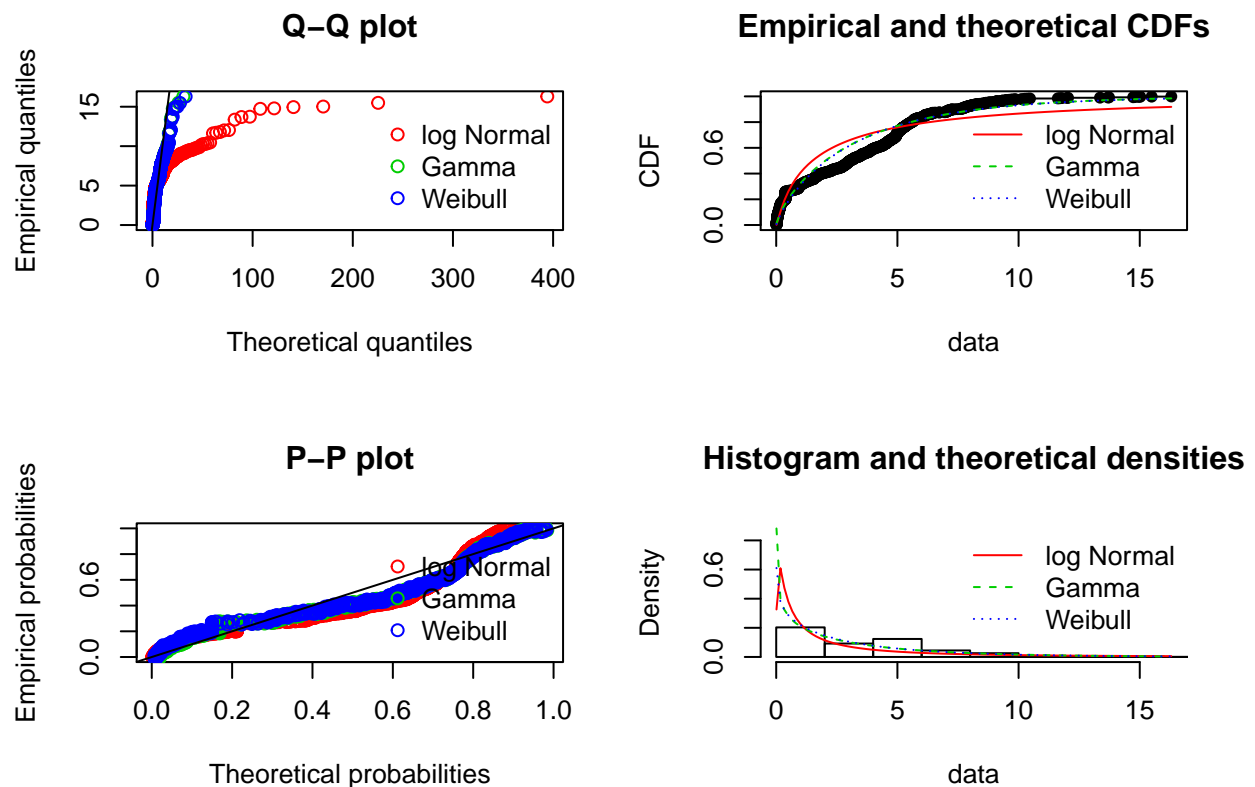 Q−Q plot
Empirical quantiles
0 5 15
log Normal
Gamma
Weibull
0 100 200 300 400
Theoretical quantiles
Empirical and theoretical CDFs
CDF
0.0 0.6
log Normal
Gamma
Weibull
0 5 10 15
data
P−P plot
Empirical probabilities
0.0 0.6
log Normal
Gamma
Weibull
0.0 0.2 0.4 0.6 0.8 1.0
Theoretical probabilities
Histogram and theoretical densities
Density
0.0 0.6
log Normal
Gamma
Weibull
0 5 10 15
data